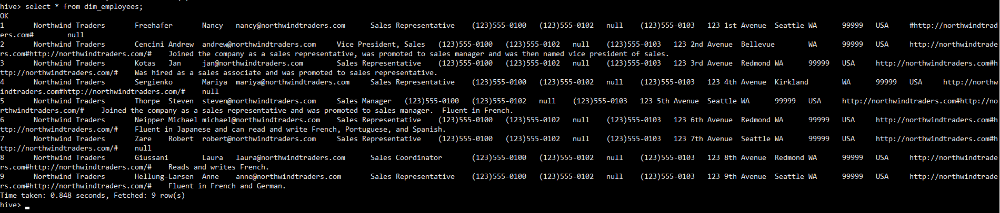 hive> select * from dim_employees;
OK
1	Northwind Traders	Freehafer	Nancy	nancy@northwindtraders.com	Sales Representative	(123)555-0100	(123)555-0102	null	(123)555-0103	123 1st Avenue	Seattle	WA	99999	USA	#http://northwindtrad
ers.com#	null
2	Northwind Traders	Cencini	Andrew	andrew@northwindtraders.com	Vice President, Sales	(123)555-0100	(123)555-0102	null	(123)555-0103	123 2nd Avenue	Bellevue	WA	99999	USA	http://northwindtrade
rs.com#http://northwindtraders.com/#	Joined the company as a sales representative, was promoted to sales manager and was then named vice president of sales.
3	Northwind Traders	Kotas	Jan	jan@northwindtraders.com	Sales Representative	(123)555-0100	(123)555-0102	null	(123)555-0103	123 3rd Avenue	Redmond	WA	99999	USA	http://northwindtraders.com#h
ttp://northwindtraders.com/#	Was hired as a sales associate and was promoted to sales representative.
4	Northwind Traders	Sergienko	Mariya	mariya@northwindtraders.com	Sales Representative	(123)555-0100	(123)555-0102	null	(123)555-0103	123 4th Avenue	Kirkland	WA	99999	USA	http://northw
indtraders.com#http://northwindtraders.com/#	null
5	Northwind Traders	Thorpe	Steven	steven@northwindtraders.com	Sales Manager	(123)555-0100	(123)555-0102	null	(123)555-0103	123 5th Avenue	Seattle	WA	99999	USA	http://northwindtraders.com#http://no
rthwindtraders.com/#	Joined the company as a sales representative and was promoted to sales manager.  Fluent in French.
6	Northwind Traders	Neipper	Michael	michael@northwindtraders.com	Sales Representative	(123)555-0100	(123)555-0102	null	(123)555-0103	123 6th Avenue	Redmond	WA	99999	USA	http://northwindtraders.com#h
ttp://northwindtraders.com/#	Fluent in Japanese and can read and write French, Portuguese, and Spanish.
7	Northwind Traders	Zare	Robert	robert@northwindtraders.com	Sales Representative	(123)555-0100	(123)555-0102	null	(123)555-0103	123 7th Avenue	Seattle	WA	99999	USA	http://northwindtraders.com#h
ttp://northwindtraders.com/#	null
8	Northwind Traders	Giussani	Laura	laura@northwindtraders.com	Sales Coordinator	(123)555-0100	(123)555-0102	null	(123)555-0103	123 8th Avenue	Redmond	WA	99999	USA	http://northwindtrade
rs.com#http://northwindtraders.com/#	Reads and writes French.
9	Northwind Traders	Hellung-Larsen	Anne	anne@northwindtraders.com	Sales Representative	(123)555-0100	(123)555-0102	null	(123)555-0103	123 9th Avenue	Seattle	WA	99999	USA	http://northwindtrade
rs.com#http://northwindtraders.com/#	Fluent in French and German.
Time taken: 0.848 seconds, Fetched: 9 row(s)
hive>